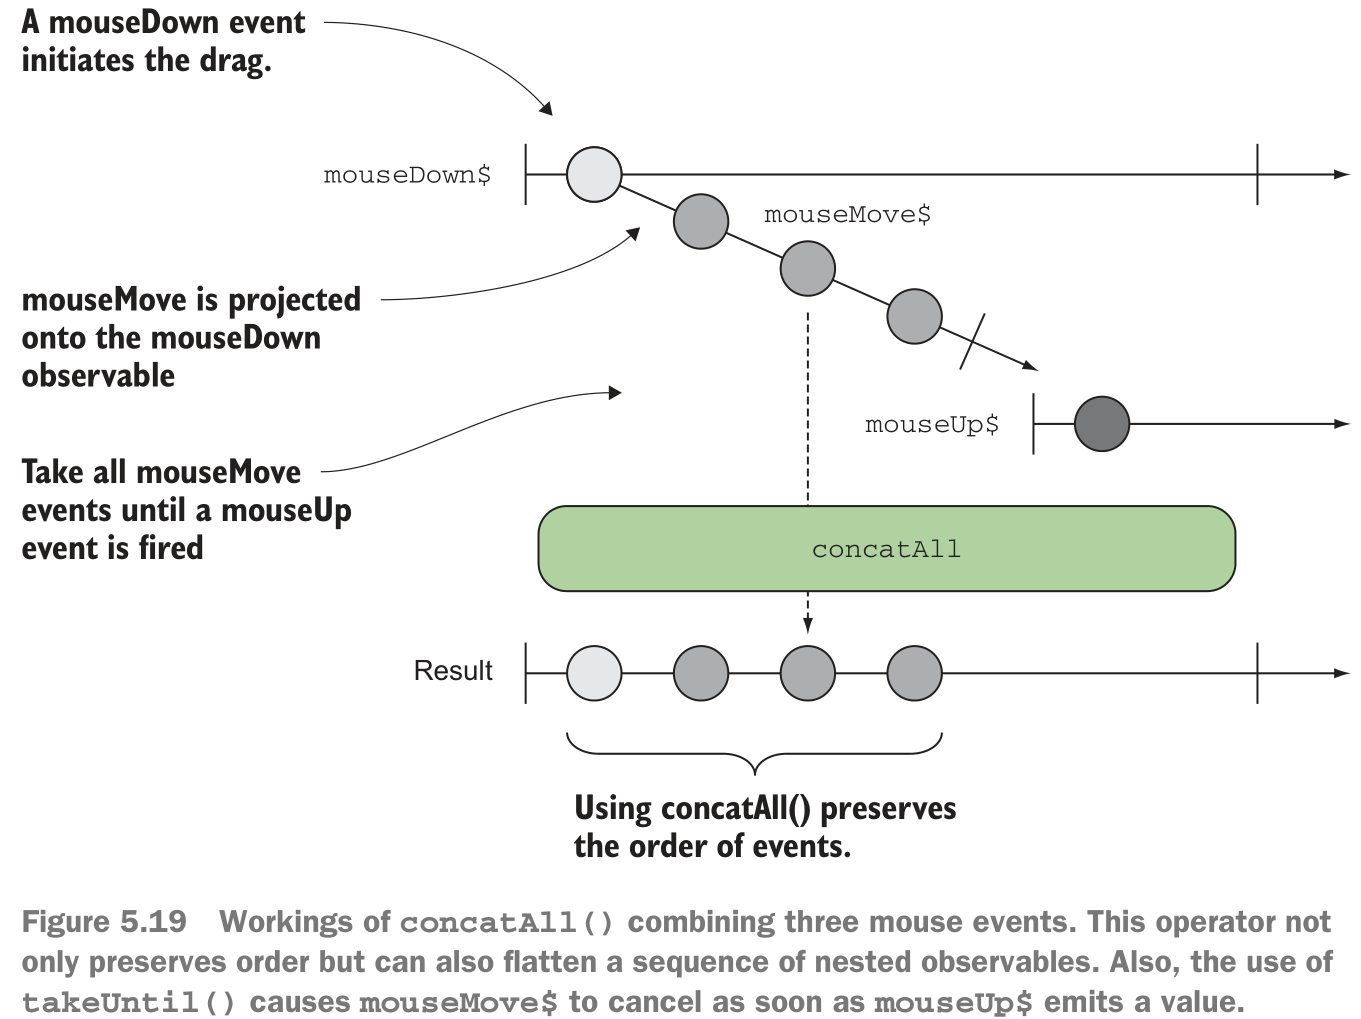 A mouseDown event
initiates the drag.
mouseDown$
mouseMove$
mouseMove is projected
onto the mouseDown
observable
mouseUp$
Take all mouseMove
events until a mouseUp
event is fired
concatAll
Result
Using concatAll() preserves
the order of events.
Figure 5.19 Workings of concatAll() combining three mouse events. This operator not
only preserves order but can also flatten a sequence of nested observables. Also, the use of
takeUntil() causes mouseMove$ to cancel as soon as mouseUp$ emits a value.